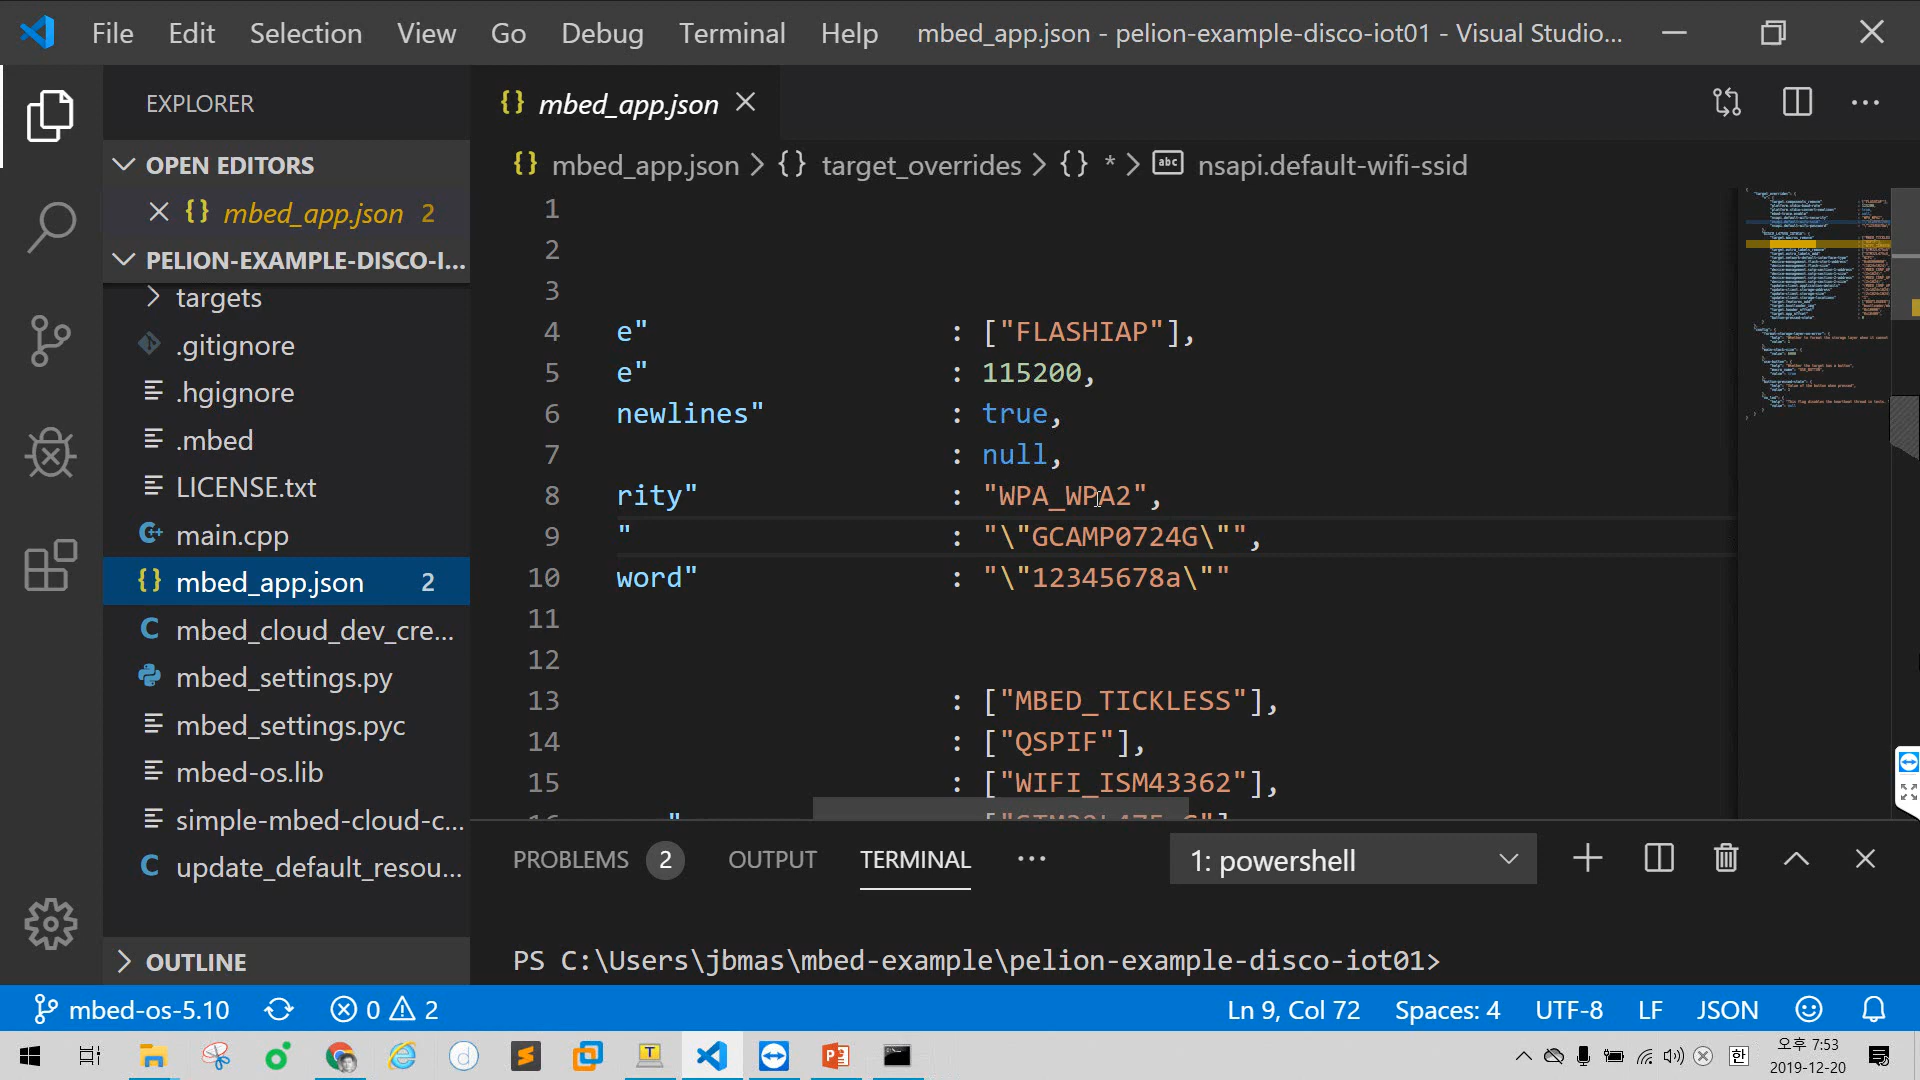 File Edit Selection View Go Debug Terminal Help mbed_app.json - pelion-example-disco-iot01 - Visual Studio...
EXPLORER
OPEN EDITORS
mbed_app.json 2
PELION-EXAMPLE-DISCO-I...
targets
.gitignore
.hgignore
.mbed
LICENSE.txt
main.cpp
mbed_app.json 2
mbed_cloud_dev_cre...
mbed_settings.py
mbed_settings.pyc
mbed-os.lib
simple-mbed-cloud-c...
update_default_resou...
OUTLINE
mbed_app.json
mbed_app.json > {} target_overrides > {} * > abc nsapi.default-wifi-ssid
1
2
3
4 e" : ["FLASHIAP"],
5 e" : 115200,
6 newlines" : true,
7 : null,
8 rity" : "WPA_WPA2",
9 " : "\"GCAMP0724G\"",
10 word" : "\"12345678a\""
11
12
13 : ["MBED_TICKLESS"],
14 : ["QSPIF"],
15 : ["WIFI_ISM43362"],
PROBLEMS 2 OUTPUT TERMINAL ... 1: powershell
PS C:\Users\jbmas\mbed-example\pelion-example-disco-iot01>
mbed-os-5.10 0 2 Ln 9, Col 72 Spaces: 4 UTF-8 LF JSON
한 오후 7:53
2019-12-20